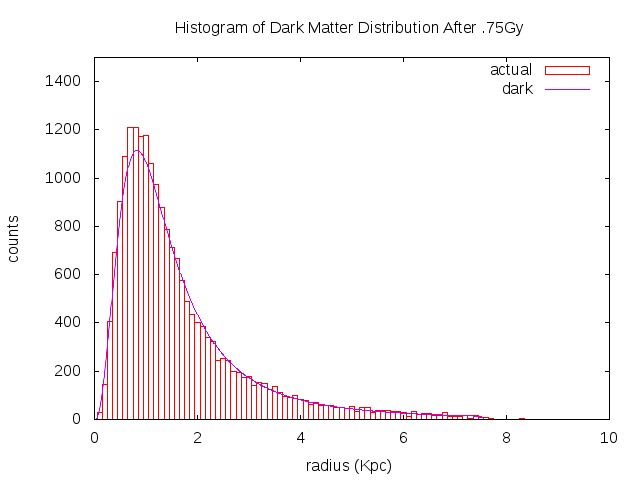 Histogram of Dark Matter Distribution After .75Gy
actual
dark
1400
1200
1000
800
600
400
200
0
counts
0 2 4 6 8 10
radius (Kpc)